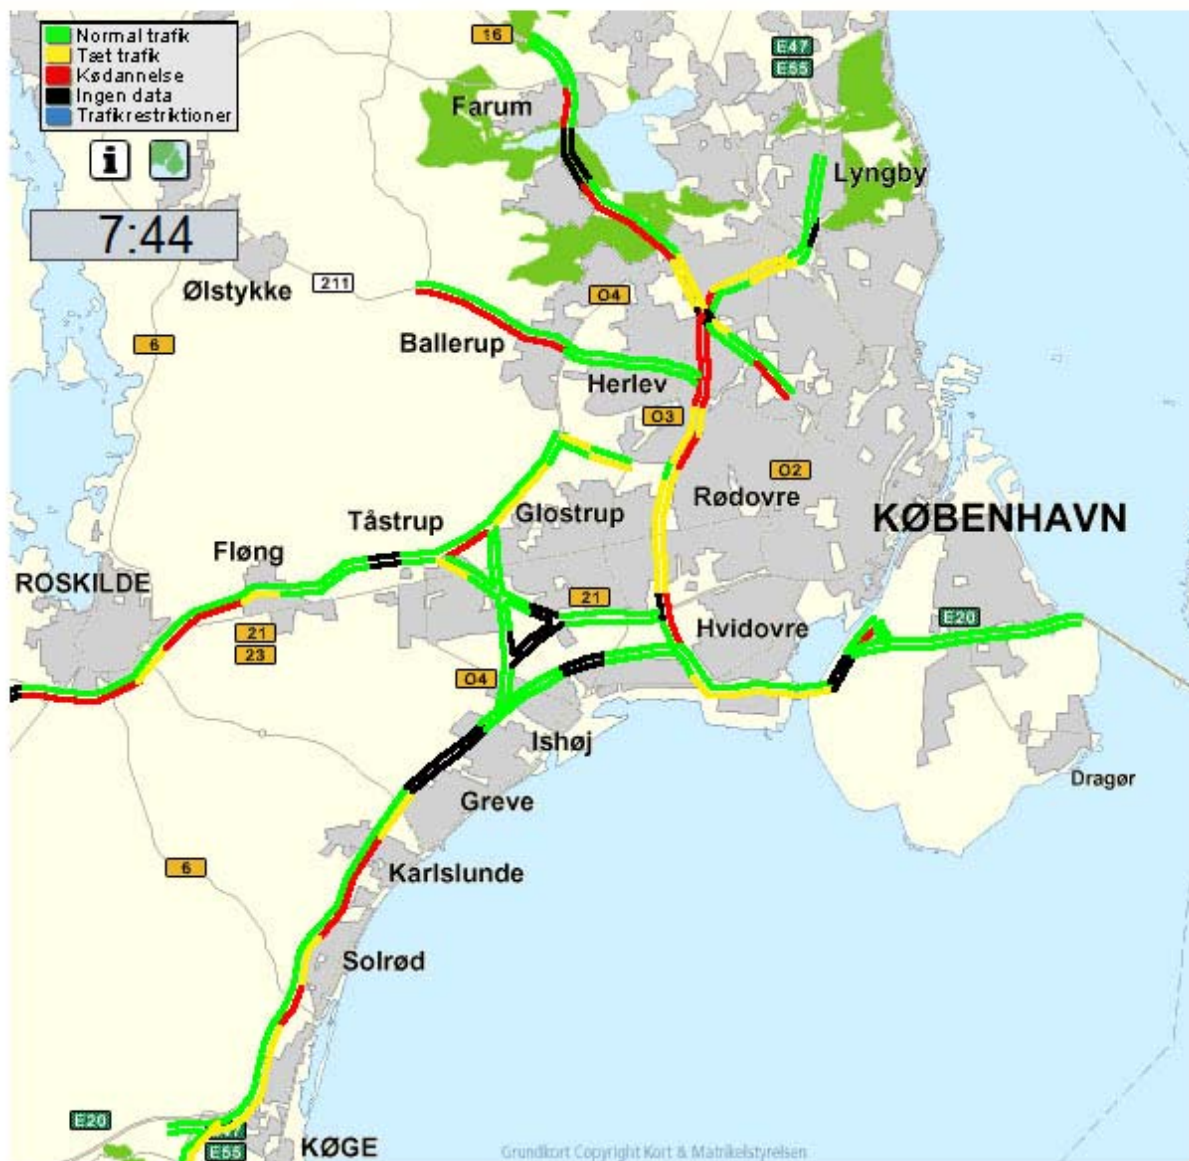 Normal trafik
Tæt trafik
Kødannelse
Ingen data
Trafikrestriktioner
i
7:44
16
E47
E55
Farum
Lyngby
Ølstykke
211
O4
6
Ballerup
Herlev
O3
O2
Rødovre
Glostrup
Tåstrup
KØBENHAVN
Fløng
ROSKILDE
21
E20
Hvidovre
21
23
O4
Ishøj
Dragør
Greve
6
Karlslunde
Solrød
E20
E55
KØGE
Grundkort Copyright Kort & Matrikelstyrelsen